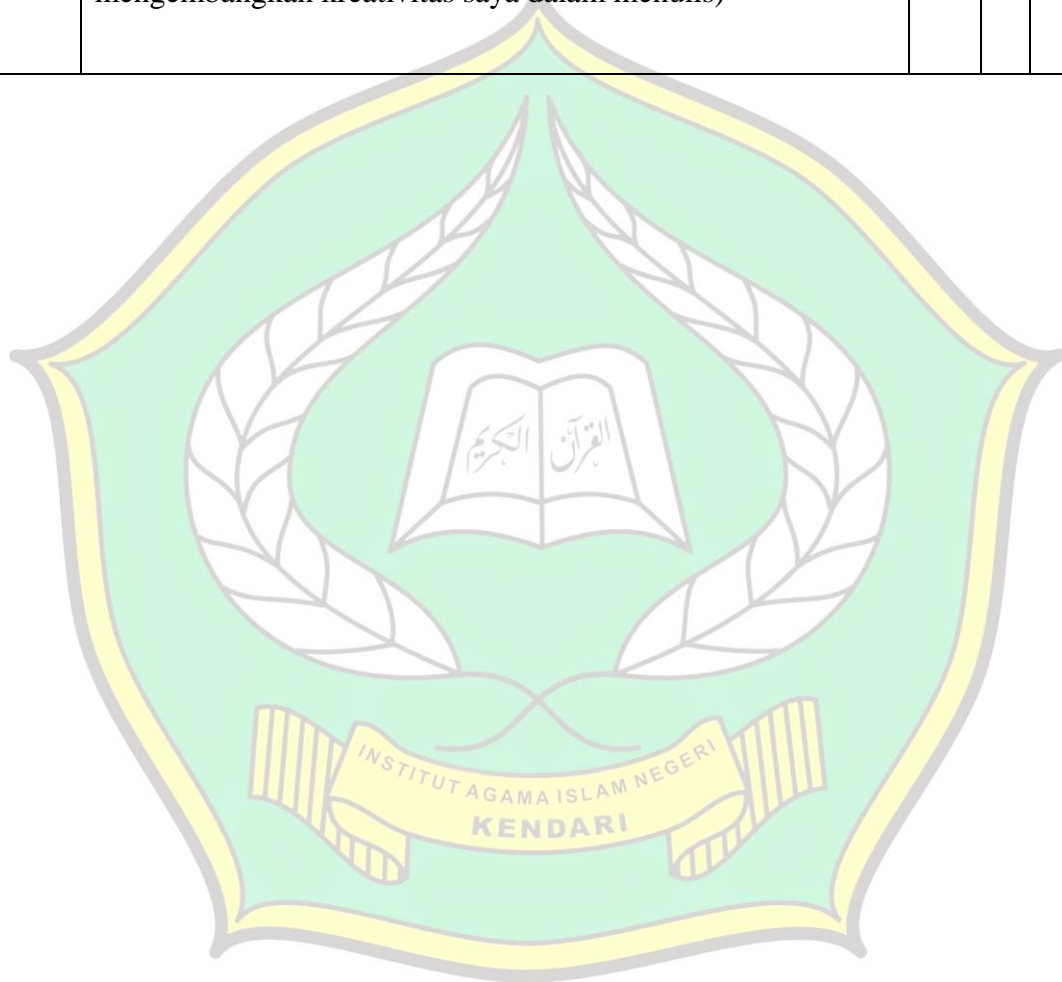 mengembangkan kreativitas saya dalam menulis)
القرآن الكريم
INSTITUT AGAMA ISLAM NEGERI
KENDARI